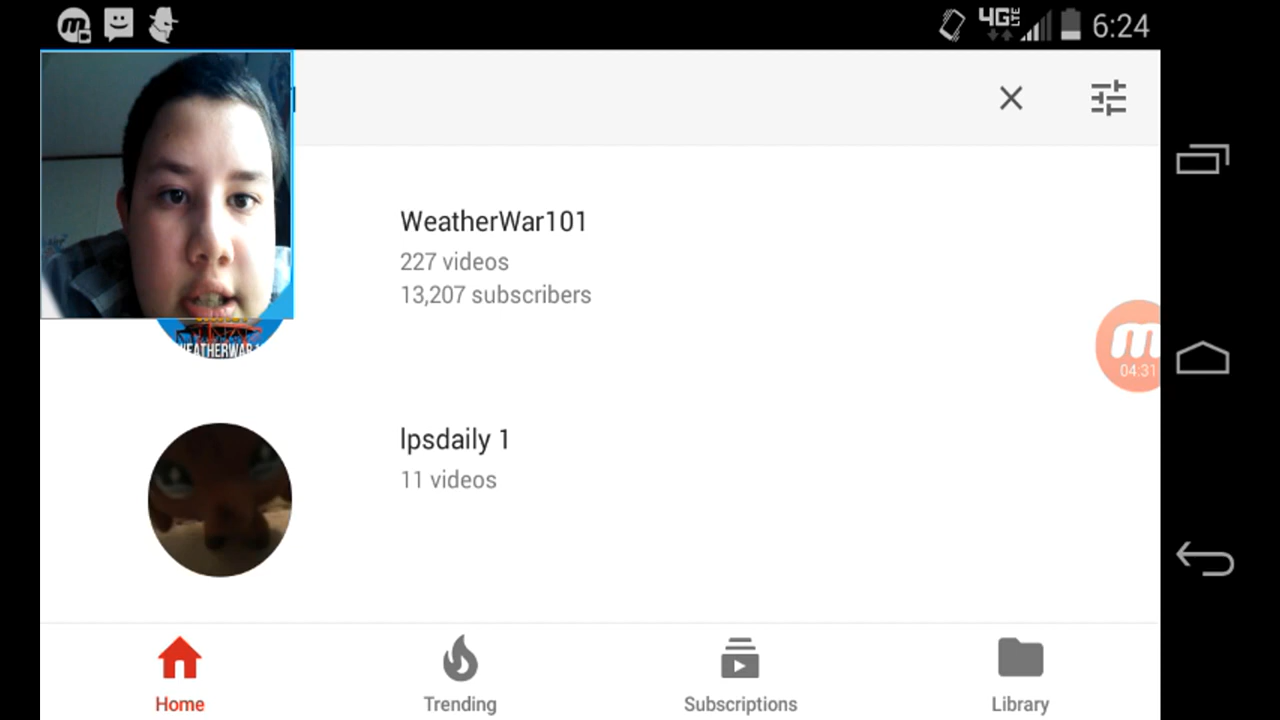 4G LTE 6:24
WeatherWar101
227 videos
13,207 subscribers
04:31
lpsdaily 1
11 videos
Home Trending Subscriptions Library